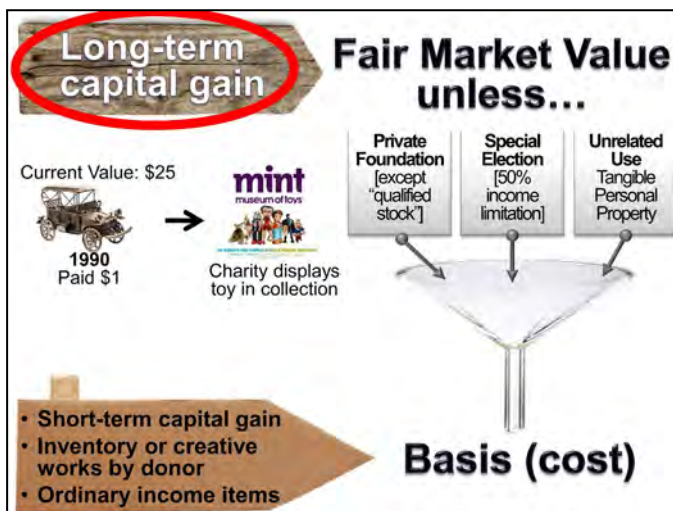 Long-term
capital gain
Fair Market Value
unless…
Private
Foundation
[except
“qualified
stock”]
Special
Election
[50%
income
limitation]
Unrelated
Use
Tangible
Personal
Property
Current Value: $25
1990
Paid $1
mint
museum of toys
Charity displays
toy in collection
• Short-term capital gain
• Inventory or creative
works by donor
• Ordinary income items
Basis (cost)